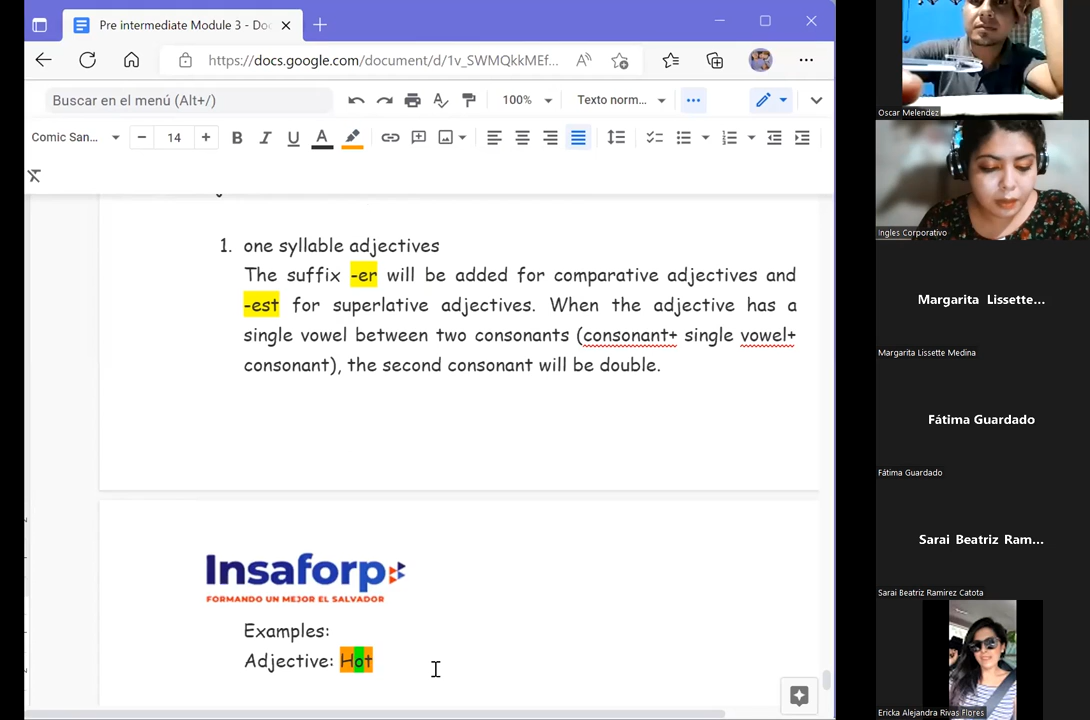 Pre intermediate Module 3 - Doc
https://docs.google.com/document/d/1v_SWMQkkMEf...
Buscar en el menú (Alt+/)
100%
Texto norm...
Comic San...
14
1. one syllable adjectives
The suffix -er will be added for comparative adjectives and
-est for superlative adjectives. When the adjective has a
single vowel between two consonants (consonant+ single vowel+
consonant), the second consonant will be double.
Insaforp
FORMANDO UN MEJOR EL SALVADOR
Examples:
Adjective: Hot
Oscar Melendez
Ingles Corporativo
Margarita Lissette...
Margarita Lissette Medina
Fátima Guardado
Fátima Guardado
Sarai Beatriz Ram...
Sarai Beatriz Ramirez Catota
Ericka Alejandra Rivas Flores